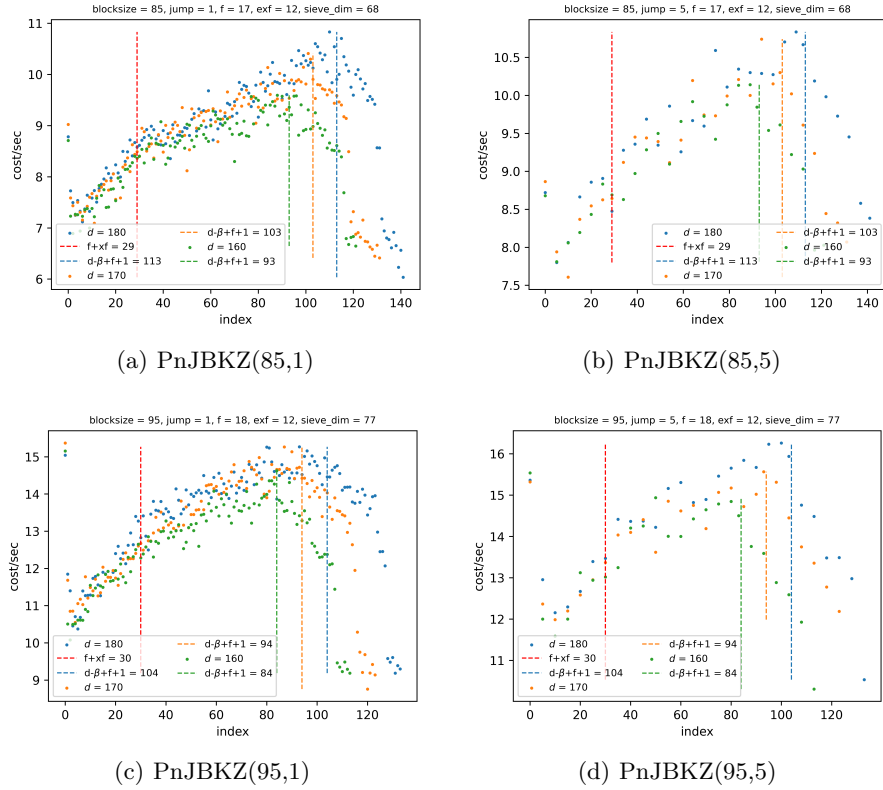 blocksize = 85, jump = 1, f = 17, exf = 12, sieve_dim = 68
11
10
9
8
7
6
cost/sec
d = 180
f+xf = 29
d-β+f+1 = 113
d = 170
d-β+f+1 = 103
d = 160
d-β+f+1 = 93
0 20 40 60 80 100 120 140
index
(a) PnJBKZ(85,1)
blocksize = 85, jump = 5, f = 17, exf = 12, sieve_dim = 68
10.5
10.0
9.5
9.0
8.5
8.0
7.5
cost/sec
d = 180
f+xf = 29
d-β+f+1 = 113
d = 170
d-β+f+1 = 103
d = 160
d-β+f+1 = 93
0 20 40 60 80 100 120 140
index
(b) PnJBKZ(85,5)
blocksize = 95, jump = 1, f = 18, exf = 12, sieve_dim = 77
15
14
13
12
11
10
9
cost/sec
d = 180
f+xf = 30
d-β+f+1 = 104
d = 170
d-β+f+1 = 94
d = 160
d-β+f+1 = 84
0 20 40 60 80 100 120
index
(c) PnJBKZ(95,1)
blocksize = 95, jump = 5, f = 18, exf = 12, sieve_dim = 77
16
15
14
13
12
11
cost/sec
d = 180
f+xf = 30
d-β+f+1 = 104
d = 170
d-β+f+1 = 94
d = 160
d-β+f+1 = 84
0 20 40 60 80 100 120
index
(d) PnJBKZ(95,5)